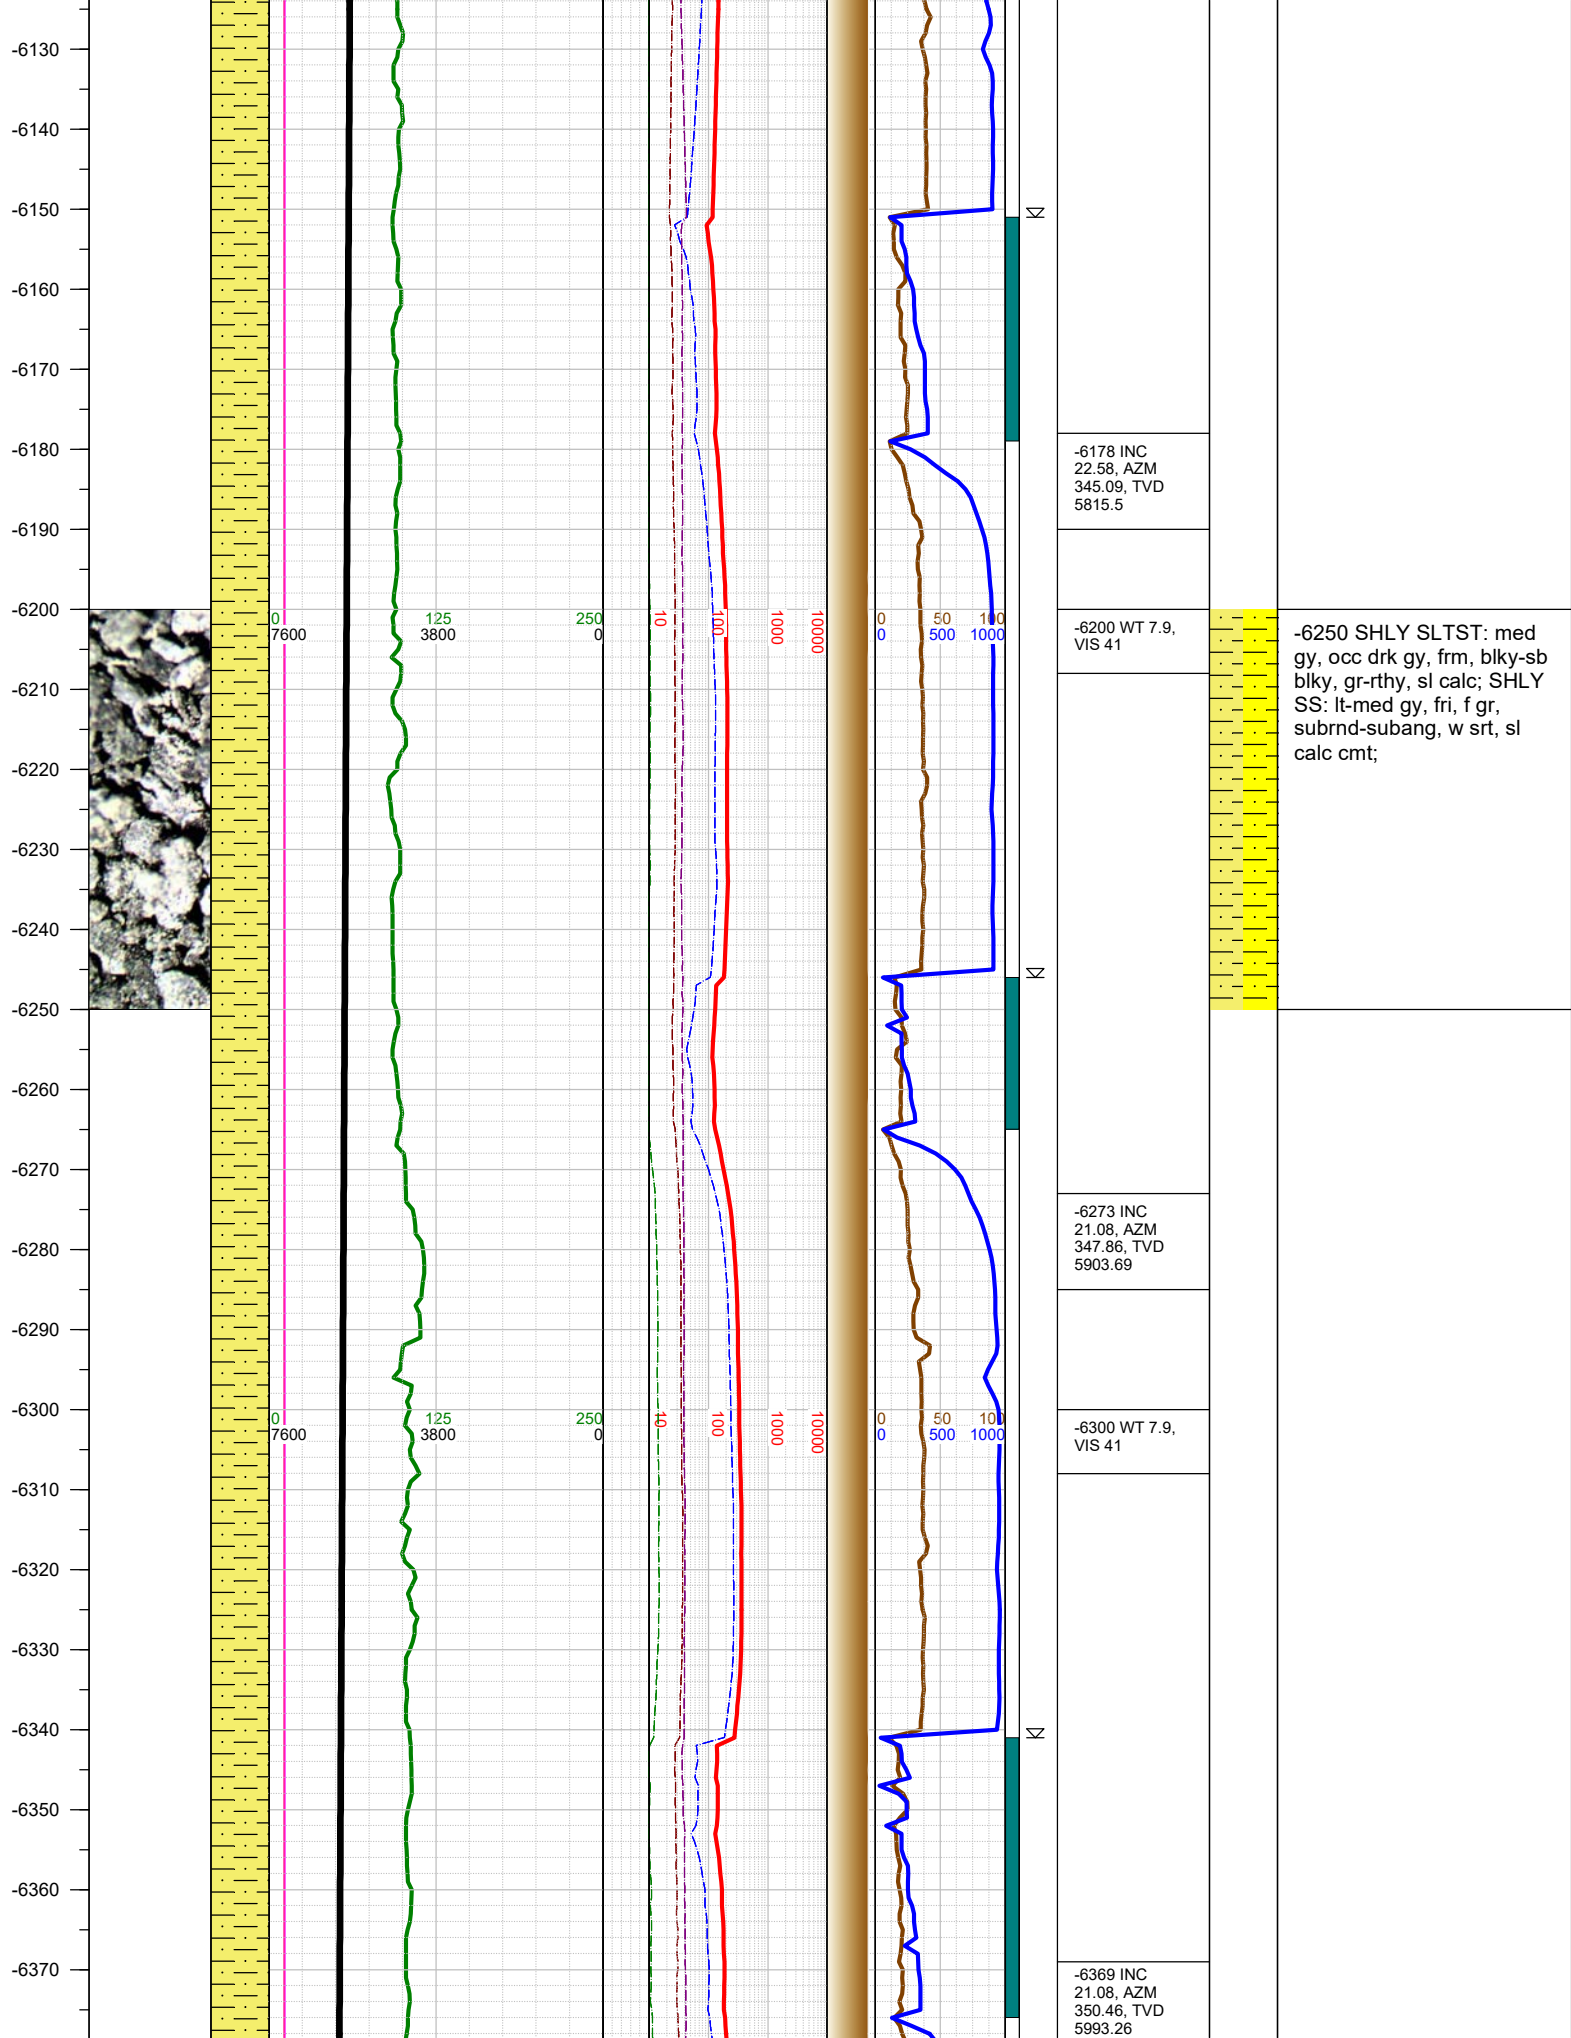 -6130
-6140
-6150
-6160
-6170
-6180
-6178 INC
22.58, AZM
345.09, TVD
5815.5
-6190
-6200
0 125 250
7600 3800 0
10 100 1000 10000
0 50 100
0 500 1000
-6200 WT 7.9,
VIS 41
-6250 SHLY SLTST: med
gy, occ drk gy, frm, blky-sb
blky, gr-rthy, sl calc; SHLY
SS: lt-med gy, fri, f gr,
subrnd-subang, w srt, sl
calc cmt;
-6210
-6220
-6230
-6240
-6250
-6260
-6270
-6273 INC
21.08, AZM
347.86, TVD
5903.69
-6280
-6290
-6300
0 125 250
7600 3800 0
10 100 1000 10000
0 50 100
0 500 1000
-6300 WT 7.9,
VIS 41
-6310
-6320
-6330
-6340
-6350
-6360
-6370
-6369 INC
21.08, AZM
350.46, TVD
5993.26